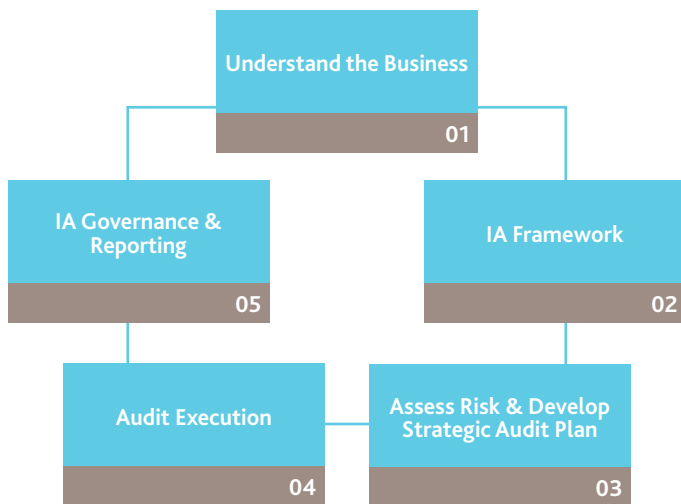 Understand the Business
01
IA Framework
02
Assess Risk & Develop
Strategic Audit Plan
03
Audit Execution
04
IA Governance &
Reporting
05